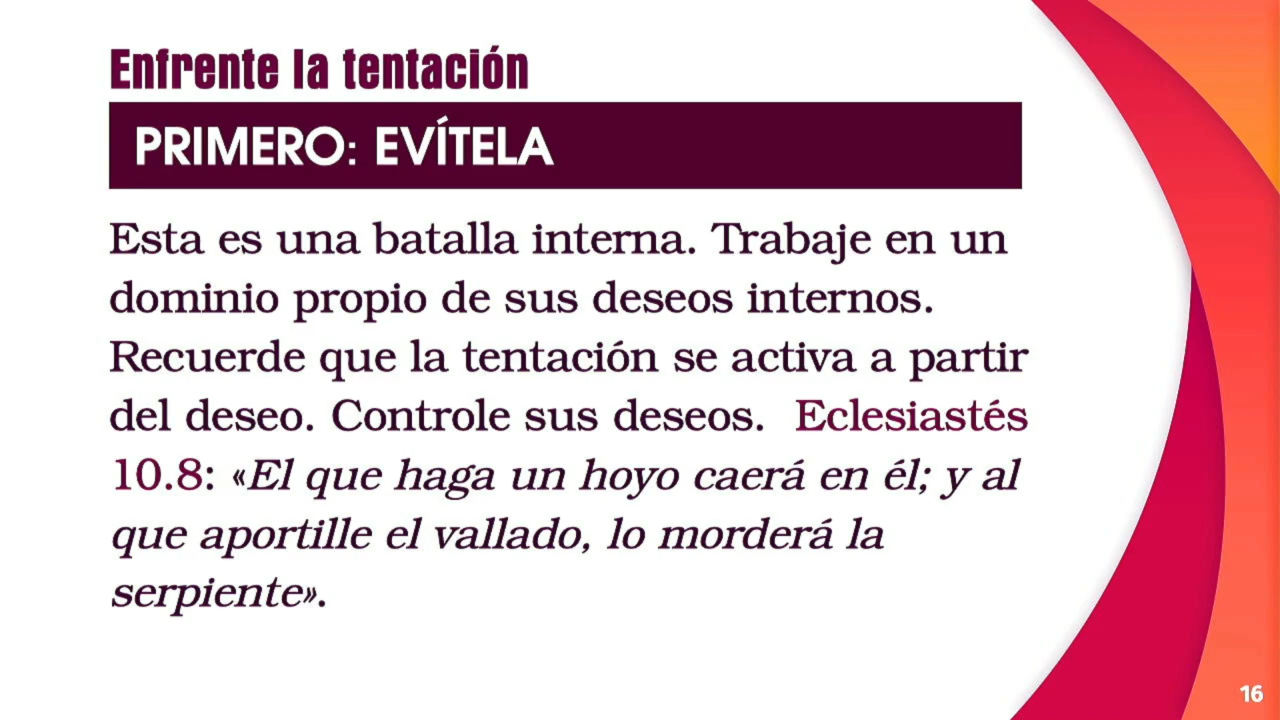 Enfrente la tentación
PRIMERO: EVÍTELA
Esta es una batalla interna. Trabaje en un
dominio propio de sus deseos internos.
Recuerde que la tentación se activa a partir
del deseo. Controle sus deseos.  Eclesiastés
10.8: «El que haga un hoyo caerá en él; y al
que aportille el vallado, lo morderá la
serpiente».
16